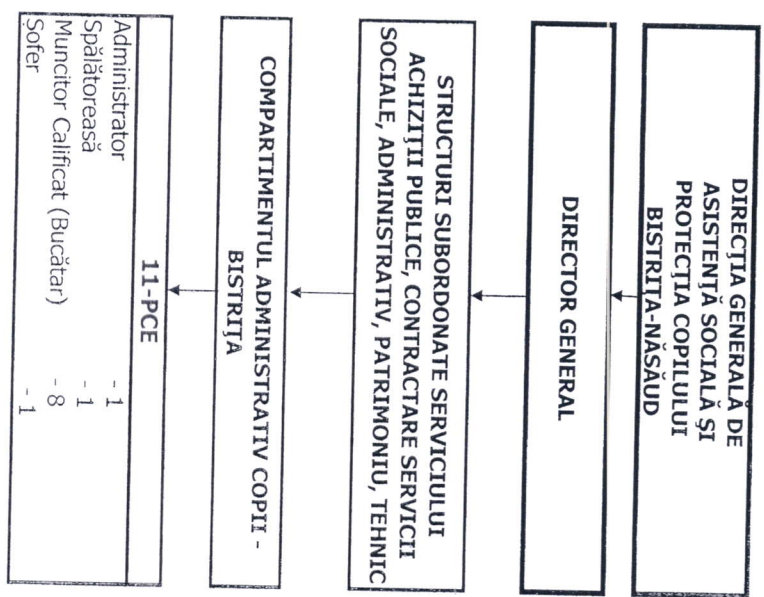 DIRECȚIA GENERALĂ DE
ASISTENȚĂ SOCIALĂ ȘI
PROTECȚIA COPILULUI
BISTRIȚA-NĂSĂUD
DIRECTOR GENERAL
STRUCTURI SUBORDONATE SERVICIULUI
ACHIZIȚII PUBLICE, CONTRACTARE SERVICII
SOCIALE, ADMINISTRATIV, PATRIMONIU, TEHNIC
COMPARTIMENTUL ADMINISTRATIV COPII -
BISTRIȚA
11-PCE
Administrator - 1
Spălătoreasă - 1
Muncitor Calificat (Bucătar) - 8
Șofer - 1